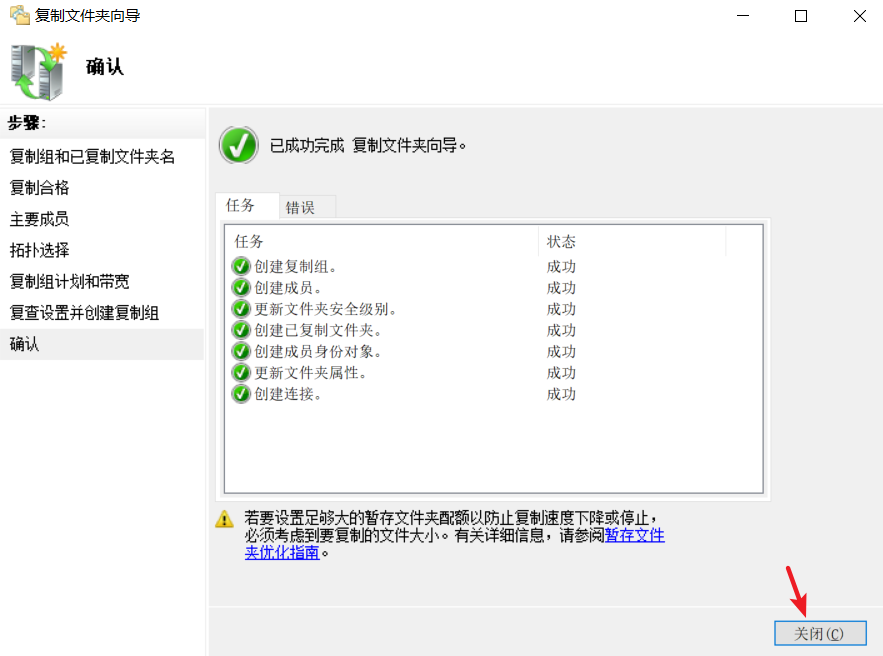 复制文件夹向导
确认
步骤:
复制组和已复制文件夹名
复制合格
主要成员
拓扑选择
复制组计划和带宽
复查设置并创建复制组
确认
已成功完成 复制文件夹向导。
任务 错误
任务 状态
创建复制组。 成功
创建成员。 成功
更新文件夹安全级别。 成功
创建已复制文件夹。 成功
创建成员身份对象。 成功
更新文件夹属性。 成功
创建连接。 成功
若要设置足够大的暂存文件夹配额以防止复制速度下降或停止，
必须考虑到要复制的文件大小。有关详细信息，请参阅暂存文件
夹优化指南。
关闭(C)